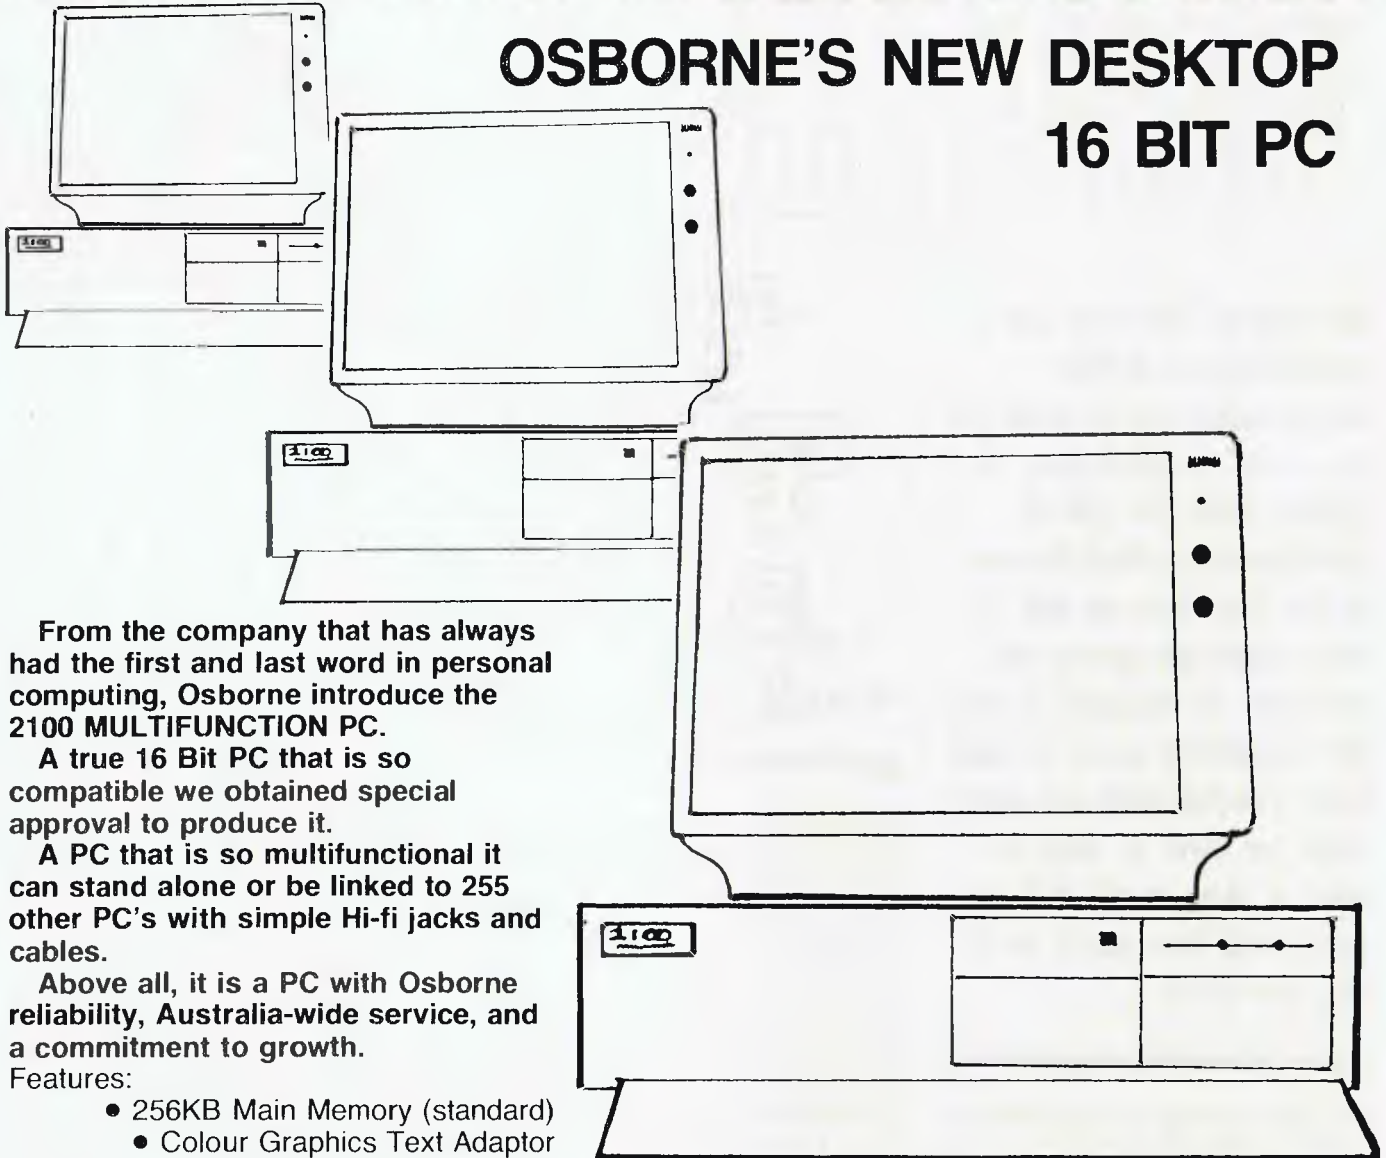 OSBORNE'S NEW DESKTOP
16 BIT PC
2100
2100
2100
From the company that has always
had the first and last word in personal
computing, Osborne introduce the
2100 MULTIFUNCTION PC.
A true 16 Bit PC that is so
compatible we obtained special
approval to produce it.
A PC that is so multifunctional it
can stand alone or be linked to 255
other PC's with simple Hi-fi jacks and
cables.
Above all, it is a PC with Osborne
reliability, Australia-wide service, and
a commitment to growth.
Features:
● 256KB Main Memory (standard)
● Colour Graphics Text Adaptor